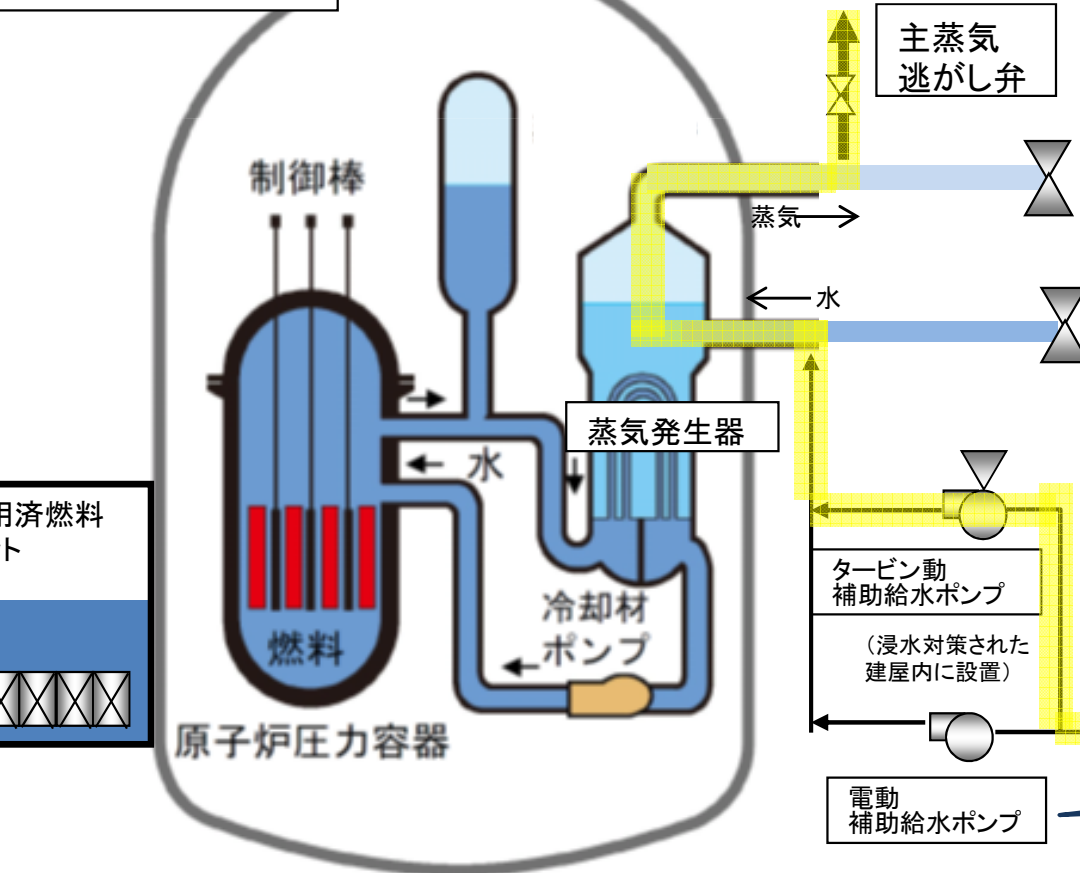 主蒸気
逃がし弁
制御棒
蒸気
水
蒸気発生器
水
用済燃料
ット
タービン動
補助給水ポンプ
冷却材
ポンプ
燃料
（浸水対策された
建屋内に設置）
原子炉圧力容器
電動
補助給水ポンプ